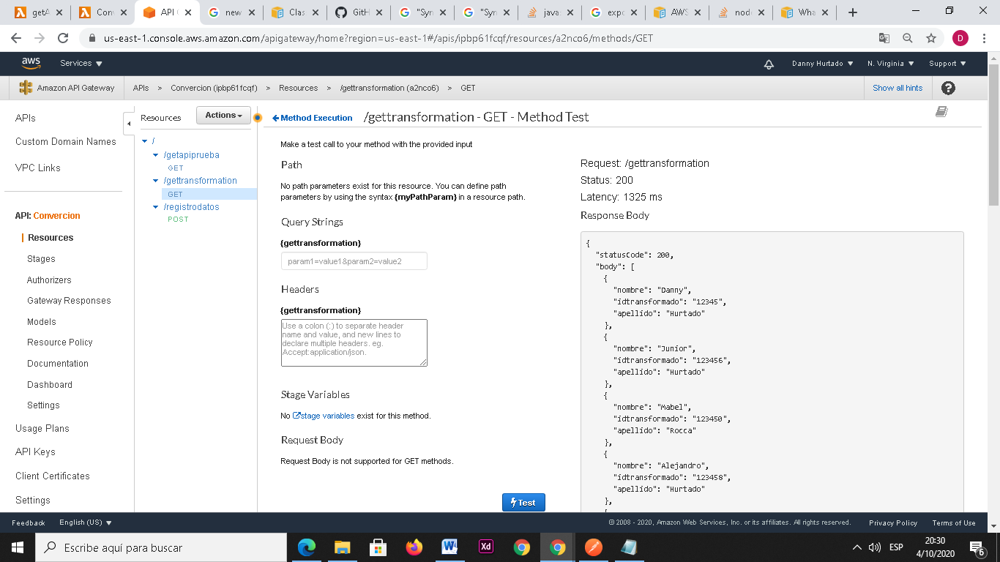 getA
Conv
API G
new
Clas
GitH
"Syn
"Syn
java:
expo
AWS
node
Wha
us-east-1.console.aws.amazon.com/apigateway/home?region=us-east-1#/apis/ipbp61fcqf/resources/a2nco6/methods/GET
D
aws
Services
Danny Hurtado
N. Virginia
Support
Amazon API Gateway
APIs > Convercion (ipbp61fcqf) > Resources > /gettransformation (a2nco6) > GET
Show all hints
?
APIs
Custom Domain Names
VPC Links
API: Convercion
Resources
Stages
Authorizers
Gateway Responses
Models
Resource Policy
Documentation
Dashboard
Settings
Usage Plans
API Keys
Client Certificates
Settings
Resources
Actions
/
/getapiprueba
GET
/gettransformation
GET
/registrodatos
POST
Method Execution
/gettransformation - GET - Method Test
Make a test call to your method with the provided input
Path
No path parameters exist for this resource. You can define path
parameters by using the syntax {myPathParam} in a resource path.
Query Strings
{gettransformation}
param1=value1&param2=value2
Headers
{gettransformation}
Use a colon (:) to separate header
name and value, and new lines to
declare multiple headers. eg.
Accept:application/json.
Stage Variables
No stage variables exist for this method.
Request Body
Request Body is not supported for GET methods.
Test
Request: /gettransformation
Status: 200
Latency: 1325 ms
Response Body
{
"statusCode": 200,
"body": [
{
"nombre": "Danny",
"idtransformado": "12345",
"apellido": "Hurtado"
},
{
"nombre": "Junior",
"idtransformado": "123456",
"apellido": "Hurtado"
},
{
"nombre": "Mabel",
"idtransformado": "123450",
"apellido": "Rocca"
},
{
"nombre": "Alejandro",
"idtransformado": "123458",
"apellido": "Hurtado"
},
Feedback
English (US)
© 2008 - 2020, Amazon Web Services, Inc. or its affiliates. All rights reserved.
Privacy Policy
Terms of Use
Escribe aquí para buscar
W
Xd
ESP
20:30
4/10/2020
6